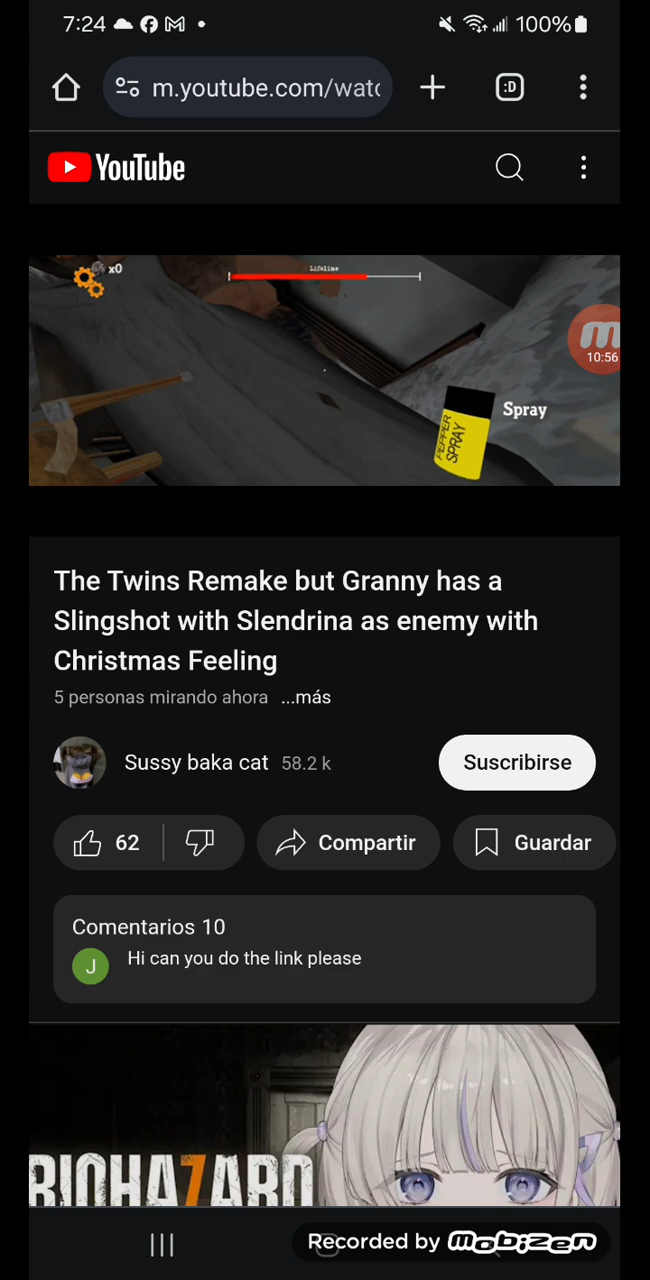 7:24
100%
m.youtube.com/watc
:D
YouTube
x0
Lifelime
10:56
Spray
PEPPER
SPRAY
The Twins Remake but Granny has a
Slingshot with Slendrina as enemy with
Christmas Feeling
5 personas mirando ahora ...más
Sussy baka cat 58.2 k
Suscribirse
62
Compartir
Guardar
Comentarios 10
J
Hi can you do the link please
BIOHA7ARD
Recorded by mobizen